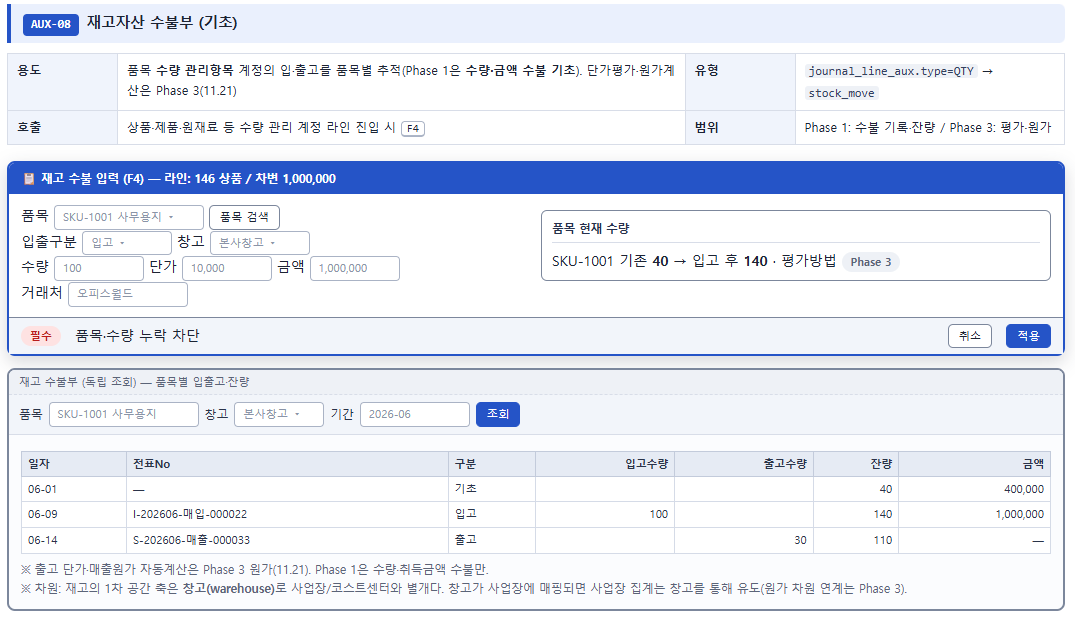 AUX-08 재고자산 수불부 (기초)
용도 품목 수량 관리항목 계정의 입·출고를 품목별 추적(Phase 1은 수량·금액 수불 기초). 단가평가·원가계
산은 Phase 3(11.21)
유형 journal_line_aux.type=QTY →
stock_move
호출 상품·제품·원재료 등 수량 관리 계정 라인 진입 시 F4
범위 Phase 1: 수불 기록·잔량 / Phase 3: 평가·원가
📋 재고 수불 입력 (F4) — 라인: 146 상품 / 차변 1,000,000
품목 SKU-1001 사무용지 품목 검색
입출구분 입고 창고 본사창고
수량 100 단가 10,000 금액 1,000,000
거래처 오피스월드
품목 현재 수량
SKU-1001 기존 40 → 입고 후 140 · 평가방법 Phase 3
필수 품목·수량 누락 차단 취소 적용
재고 수불부 (독립 조회) — 품목별 입출고·잔량
품목 SKU-1001 사무용지 창고 본사창고 기간 2026-06 조회
일자 전표No 구분 입고수량 출고수량 잔량 금액
06-01 — 기초 40 400,000
06-09 I-202606-매입-000022 입고 100 140 1,000,000
06-14 S-202606-매출-000033 출고 30 110 —
※ 출고 단가·매출원가 자동계산은 Phase 3 원가(11.21). Phase 1은 수량·취득금액 수불만.
※ 차원: 재고의 1차 공간 축은 창고(warehouse)로 사업장/코스트센터와 별개다. 창고가 사업장에 매핑되면 사업장 집계는 창고를 통해 유도(원가 차원 연계는 Phase 3).